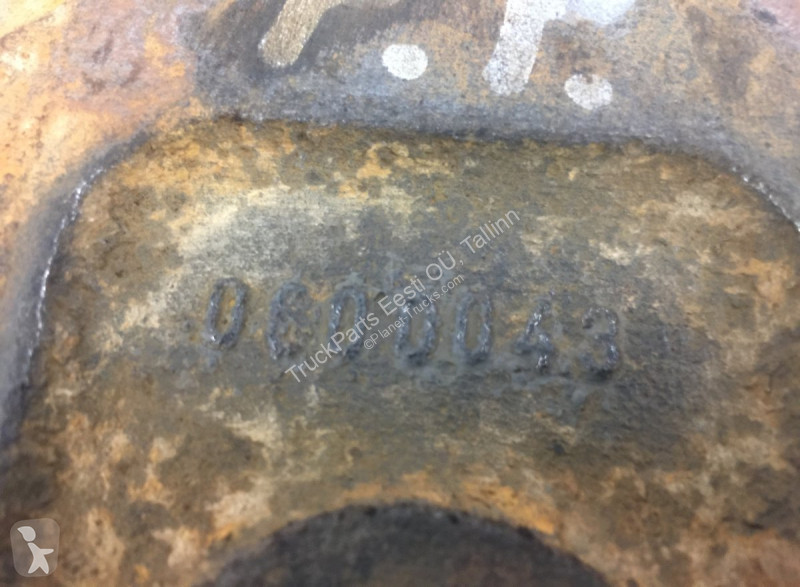 0600043
TruckParts Eesti OÜ, Tallinn
©PlanetTrucks.com